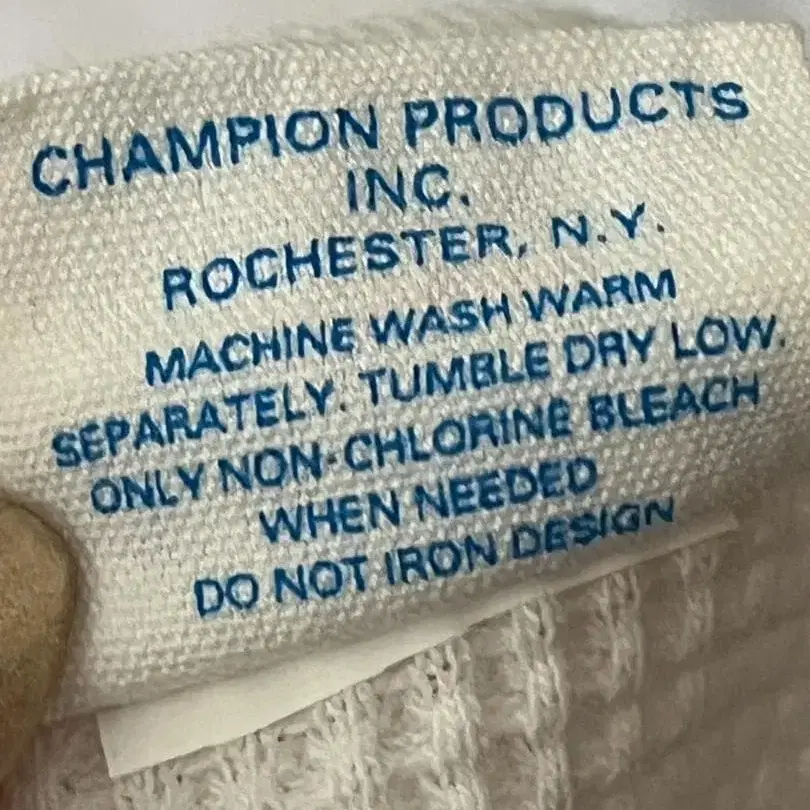 CHAMPION PRODUCTS
INC.
ROCHESTER, N.Y.
MACHINE WASH WARM
SEPARATELY. TUMBLE DRY LOW.
ONLY NON-CHLORINE BLEACH
WHEN NEEDED
DO NOT IRON DESIGN